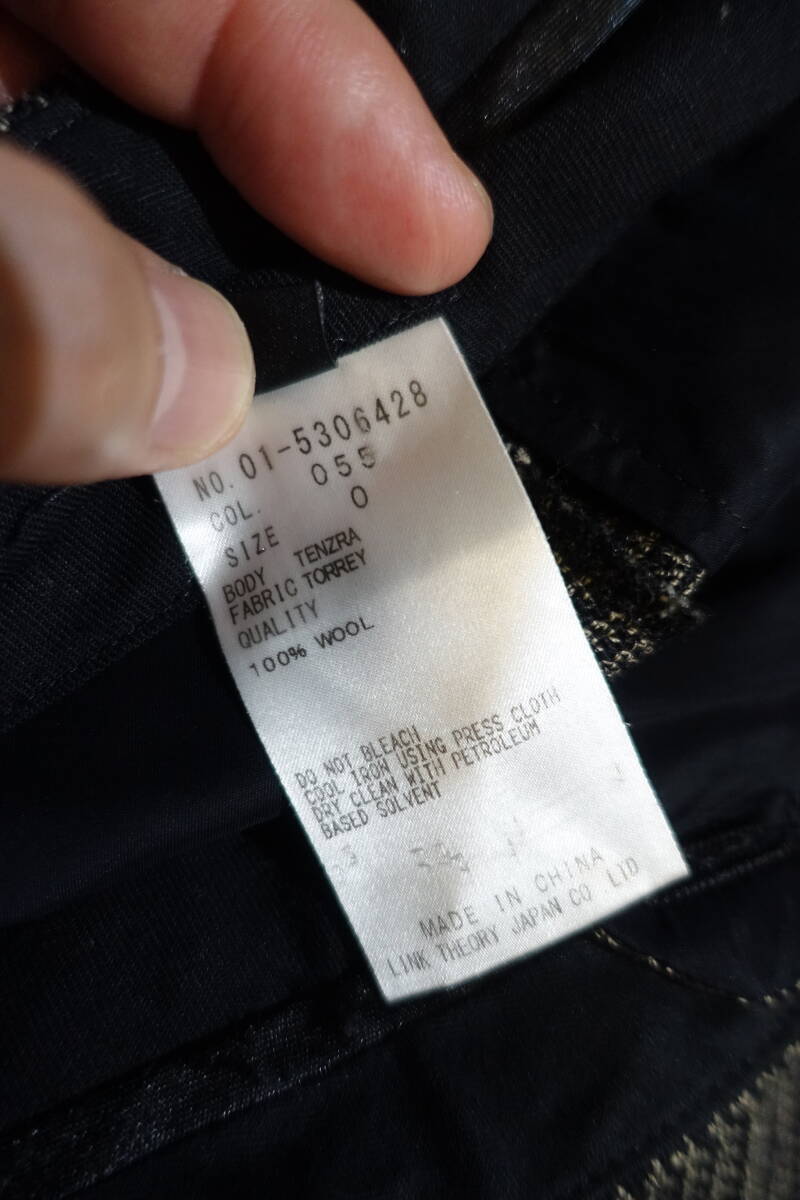 NO. 01-5306428
COL. 055
SIZE 0
BODY TENZRA
FABRIC TORREY
QUALITY
100% WOOL
DO NOT BLEACH
COOL IRON USING PRESS CLOTH
DRY CLEAN WITH PETROLEUM
BASED SOLVENT
MADE IN CHINA
LINK THEORY JAPAN CO LTD